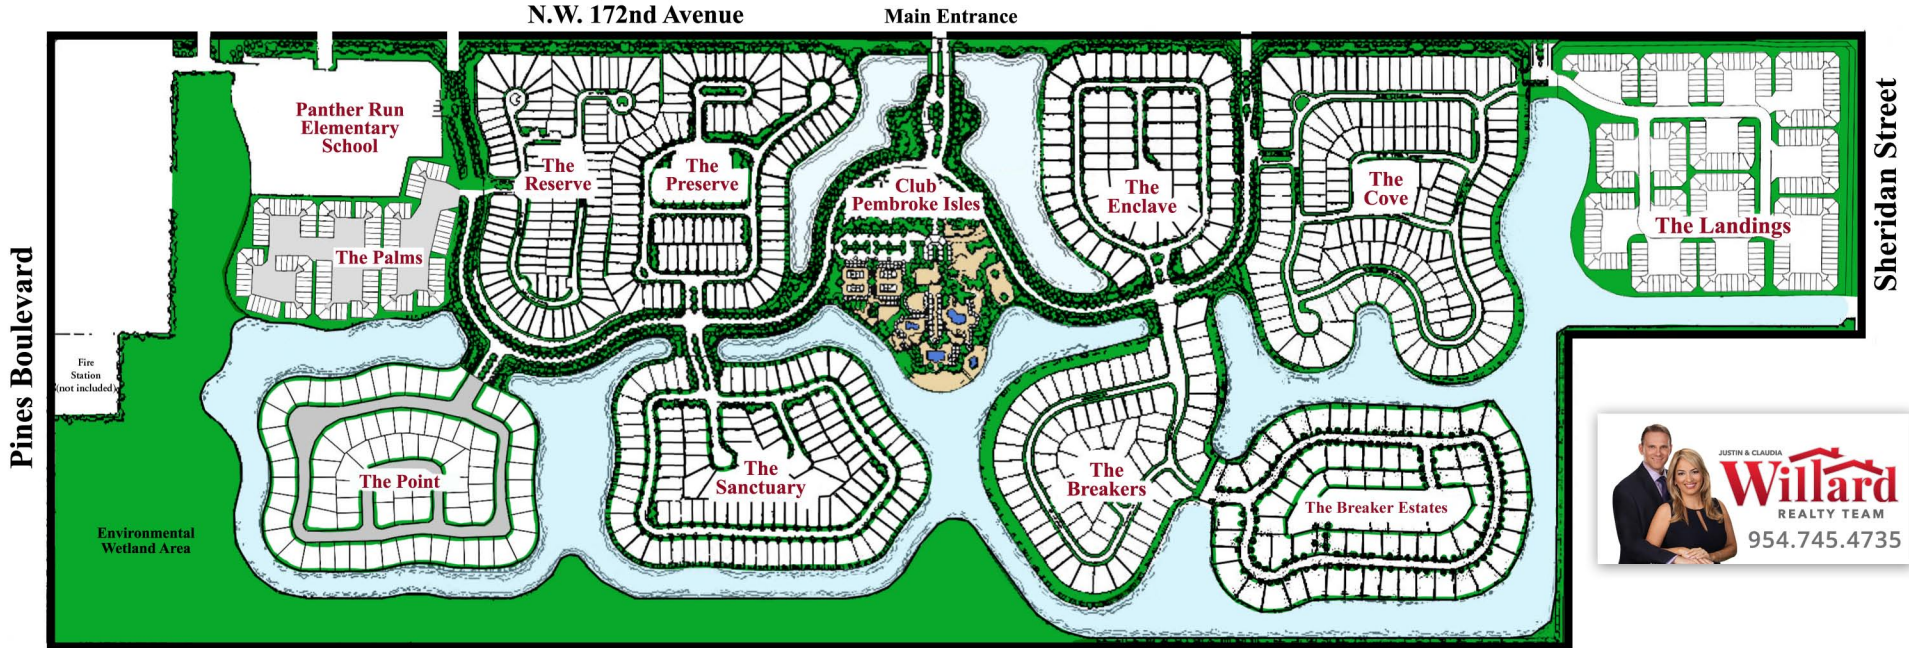 N.W. 172nd Avenue
Main Entrance
Panther Run
Elementary
School
The
Reserve
The
Preserve
Club
Pembroke Isles
The
Enclave
The
Cove
The Landings
Sheridan Street
The Palms
Pines Boulevard
Fire
Station
(not included)
The Point
The
Sanctuary
The
Breakers
The Breaker Estates
Environmental
Wetland Area
JUSTIN & CLAUDIA
Willard
REALTY TEAM
954.745.4735